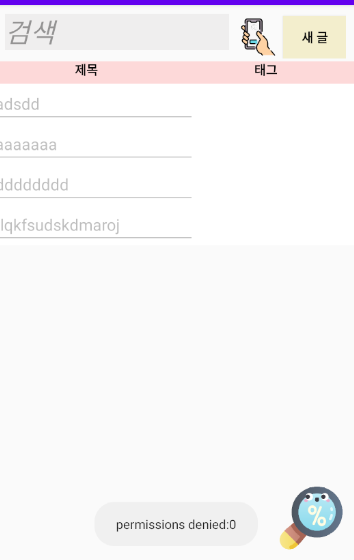 검색
새 글
제목 태그
adsdd
aaaaaaa
dddddddd
lqkfsudskdmaroj
%
permissions denied:0